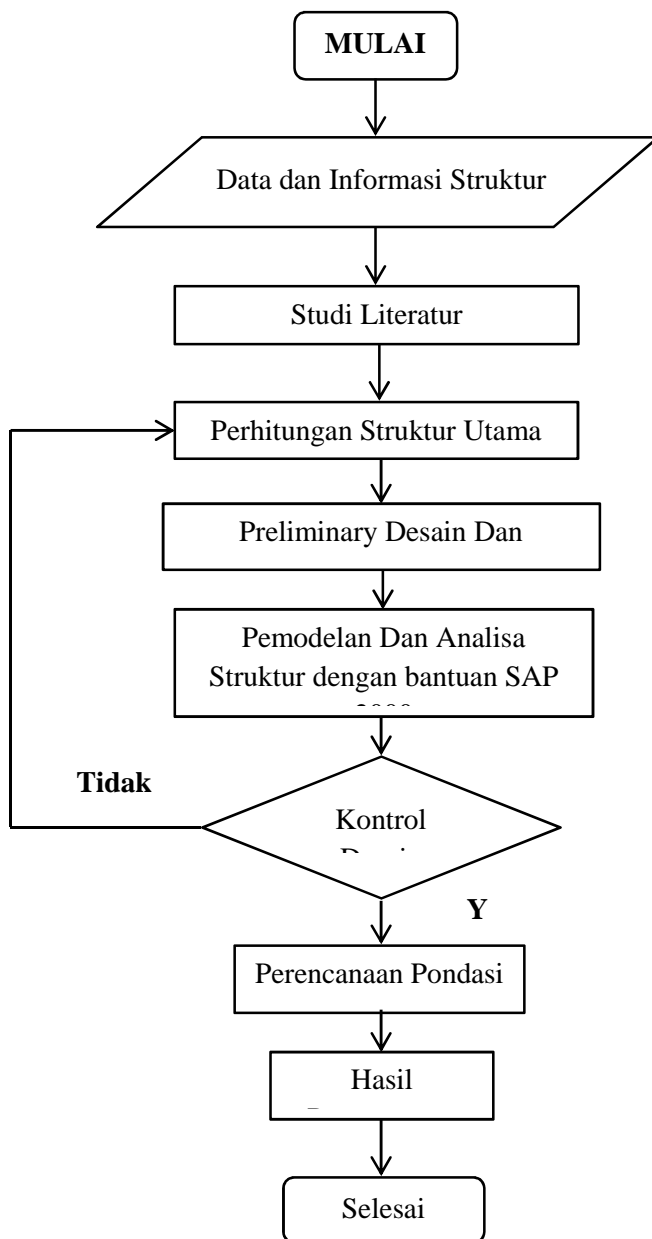 MULAI
Data dan Informasi Struktur
Studi Literatur
Perhitungan Struktur Utama
Preliminary Desain Dan
Pemodelan Dan Analisa
Struktur dengan bantuan SAP
Tidak
Kontrol
Y
Perencanaan Pondasi
Hasil
Selesai